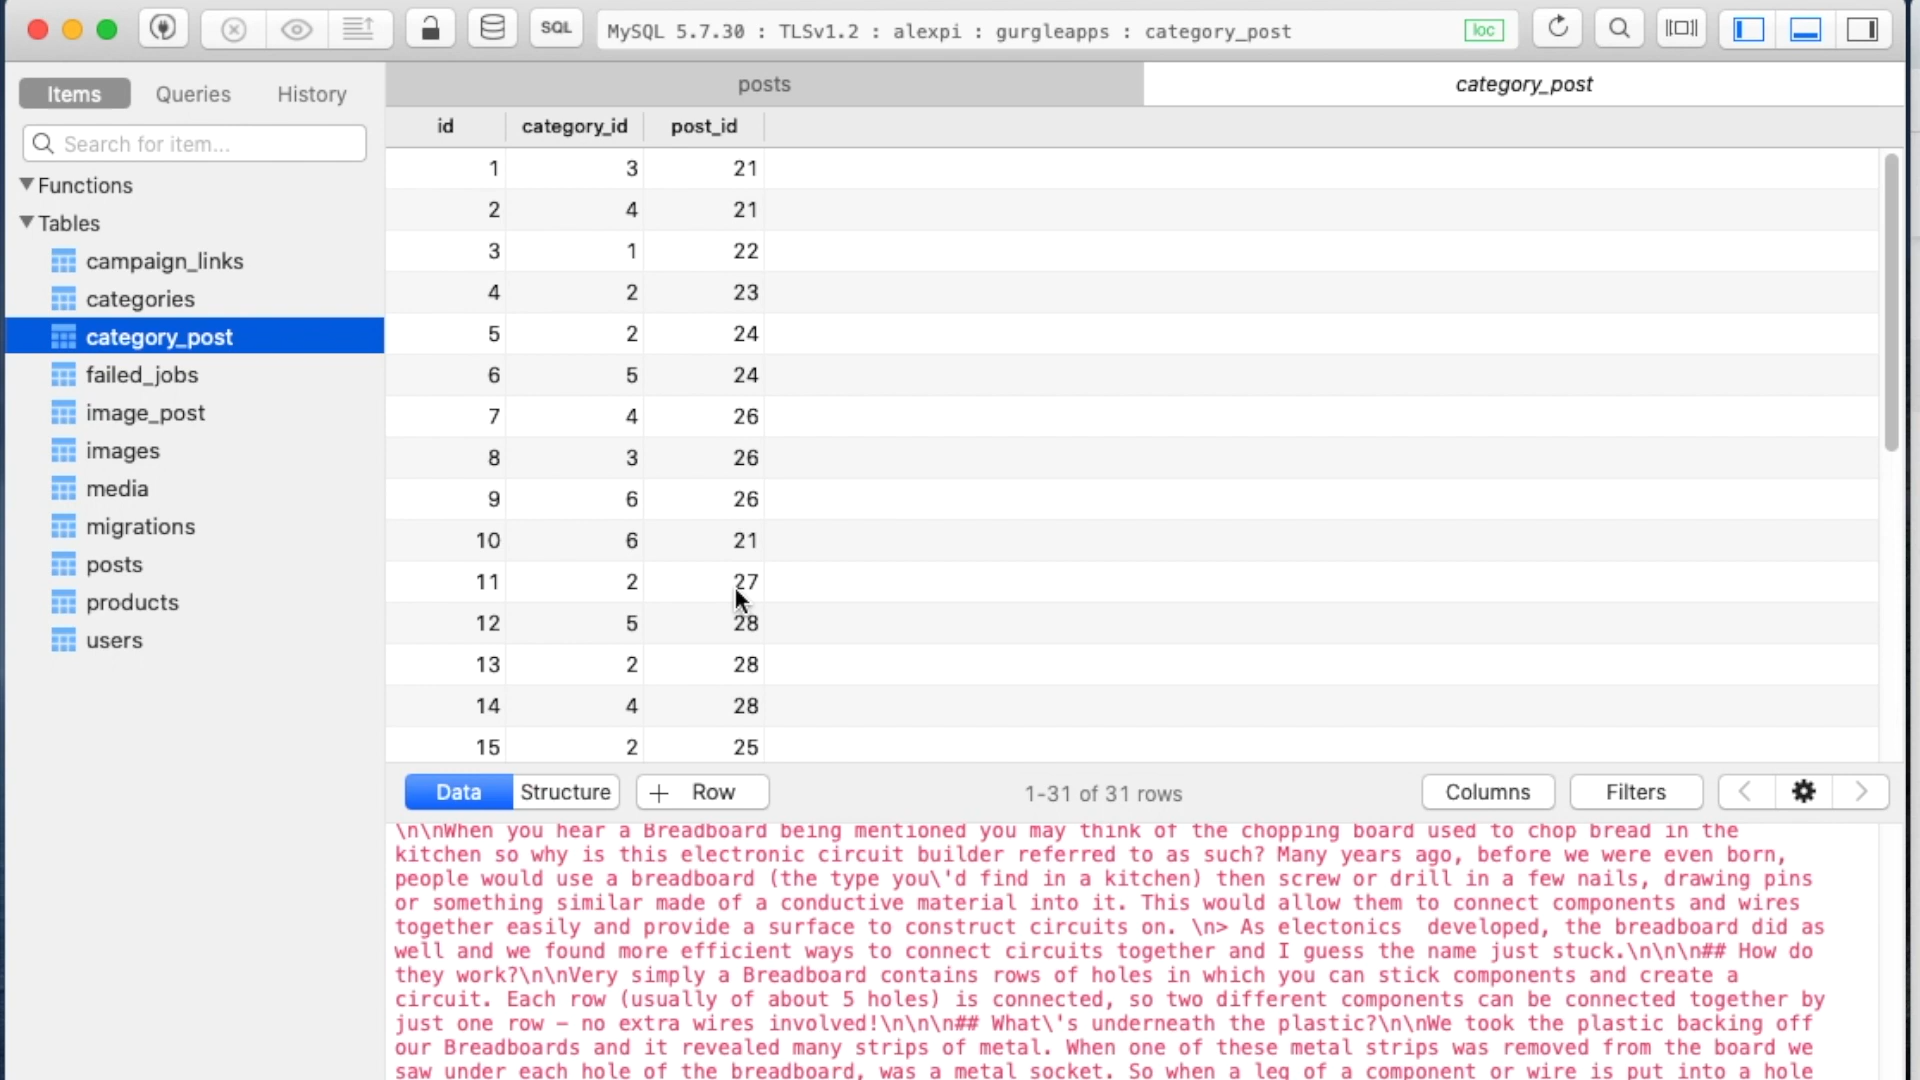 SQL
MySQL 5.7.30 : TLSv1.2 : alexpi : gurgleapps : category_post
loc
Items Queries History
Search for item...
Functions
Tables
campaign_links
categories
category_post
failed_jobs
image_post
images
media
migrations
posts
products
users
posts category_post
id category_id post_id
1 3 21
2 4 21
3 1 22
4 2 23
5 2 24
6 5 24
7 4 26
8 3 26
9 6 26
10 6 21
11 2 27
12 5 28
13 2 28
14 4 28
15 2 25
Data Structure + Row 1-31 of 31 rows Columns Filters
\n\nWhen you hear a Breadboard being mentioned you may think of the chopping board used to chop bread in the
kitchen so why is this electronic circuit builder referred to as such? Many years ago, before we were even born,
people would use a breadboard (the type you\'d find in a kitchen) then screw or drill in a few nails, drawing pins
or something similar made of a conductive material into it. This would allow them to connect components and wires
together easily and provide a surface to construct circuits on. \n> As electonics  developed, the breadboard did as
well and we found more efficient ways to connect circuits together and I guess the name just stuck.\n\n\n## How do
they work?\n\nVery simply a Breadboard contains rows of holes in which you can stick components and create a
circuit. Each row (usually of about 5 holes) is connected, so two different components can be connected together by
just one row – no extra wires involved!\n\n\n## What\'s underneath the plastic?\n\nWe took the plastic backing off
our Breadboards and it revealed many strips of metal. When one of these metal strips was removed from the board we
saw under each hole of the breadboard, was a metal socket. So when a leg of a component or wire is put into a hole